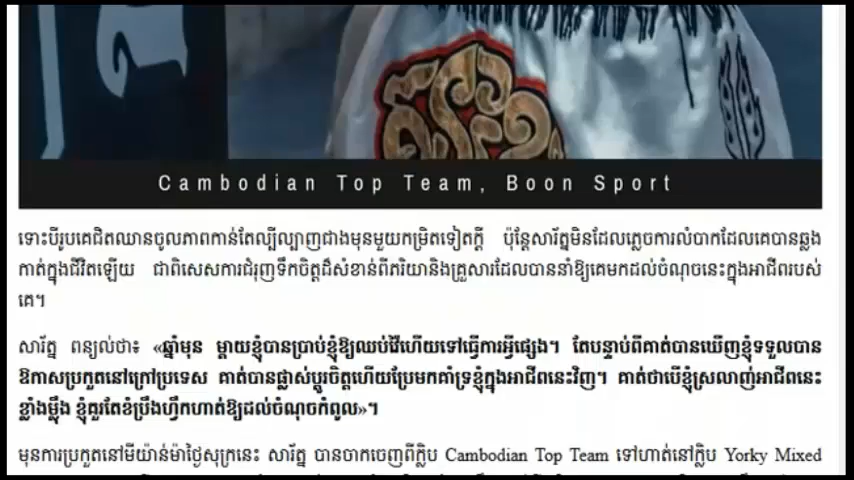 Cambodian Top Team, Boon Sport
ទោះបីរូបគេជិតឈានចូលភាពកាន់តែល្បីល្បាញជាងមុនមួយកម្រិតទៀតក្ដី ប៉ុន្តែសារ័ត្នមិនដែលភ្លេចការលំបាកដែលគេបានឆ្លង
កាត់ក្នុងជីវិតឡើយ ជាពិសេសការជំរុញទឹកចិត្តដ៏សំខាន់ពីភរិយានិងគ្រួសារដែលបាននាំឱ្យគេមកដល់ចំណុចនេះក្នុងអាជីពរបស់
គេ។
សារ័ត្ន ពន្យល់ថា៖ «ឆ្នាំមុន ម្ដាយខ្ញុំបានប្រាប់ខ្ញុំឱ្យឈប់វ៉ៃហើយទៅធ្វើការអ្វីផ្សេង។ តែបន្ទាប់ពីគាត់បានឃើញខ្ញុំទទួលបាន
ឱកាសប្រកួតនៅក្រៅប្រទេស គាត់បានផ្លាស់ប្ដូរចិត្តហើយប្រែមកគាំទ្រខ្ញុំក្នុងអាជីពនេះវិញ។ គាត់ថាបើខ្ញុំស្រលាញ់អាជីពនេះ
ខ្លាំងម្ល៉ឹង ខ្ញុំគួរតែខំប្រឹងហ្វឹកហាត់ឱ្យដល់ចំណុចកំពូល»។
មុនការប្រកួតនៅមីយ៉ាន់ម៉ាថ្ងៃសុក្រនេះ សារ័ត្ន បានចាកចេញពីក្លិប Cambodian Top Team ទៅហាត់នៅក្លិប Yorky Mixed